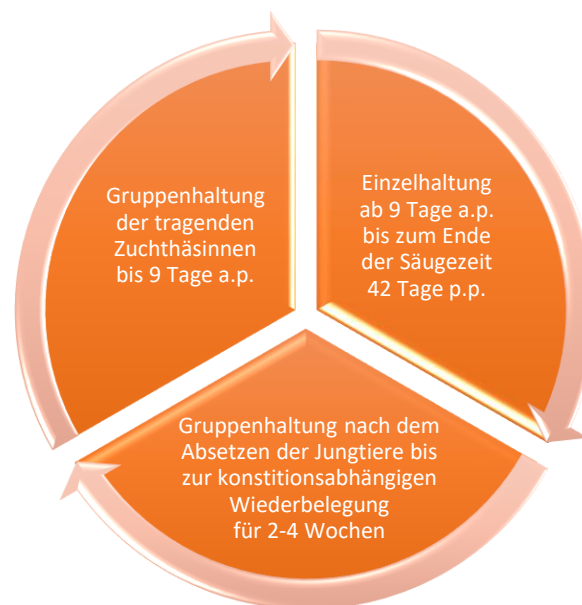 Gruppenhaltung
der tragenden
Zuchthäsinnen
bis 9 Tage a.p.
Einzelhaltung
ab 9 Tage a.p.
bis zum Ende
der Säugezeit
42 Tage p.p.
Gruppenhaltung nach dem
Absetzen der Jungtiere bis
zur konstitionsabhängigen
Wiederbelegung
für 2-4 Wochen